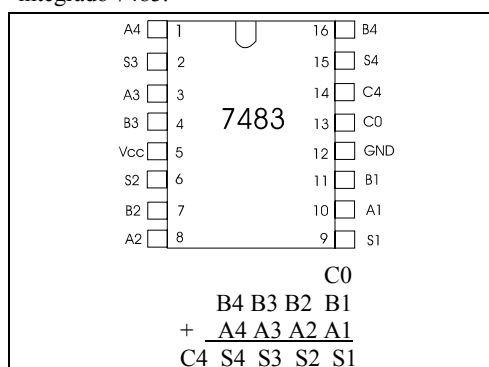 integrado 7483.
A4 1 16 B4
S3 2 15 S4
A3 3 14 C4
B3 4 7483 13 C0
Vcc 5 12 GND
S2 6 11 B1
B2 7 10 A1
A2 8 9 S1
C0
B4 B3 B2 B1
+ A4 A3 A2 A1
C4 S4 S3 S2 S1